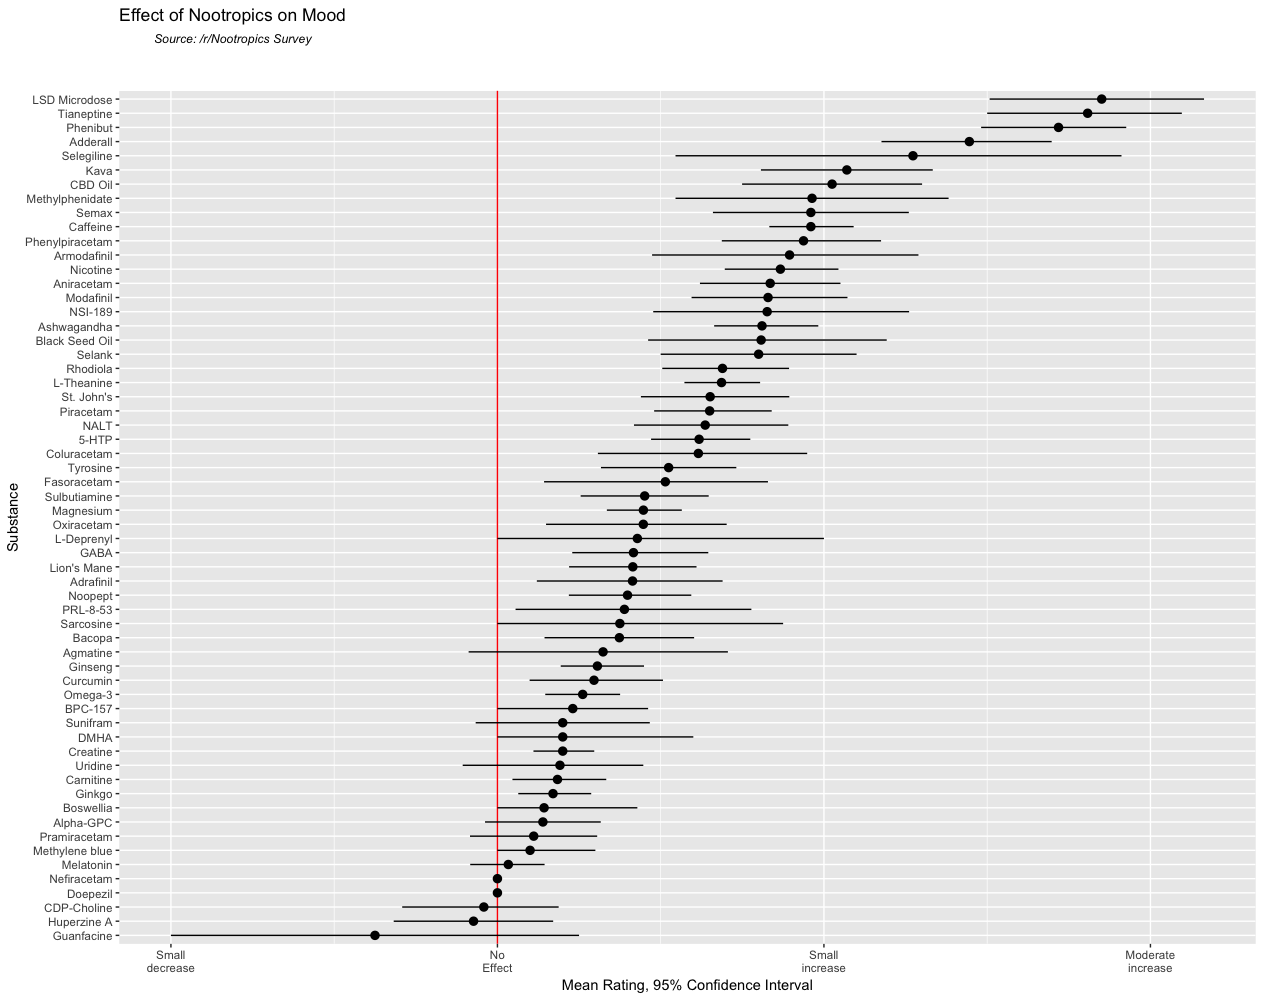 Effect of Nootropics on Mood
Source: /r/Nootropics Survey
Substance
LSD Microdose
Tianeptine
Phenibut
Adderall
Selegiline
Kava
CBD Oil
Methylphenidate
Semax
Caffeine
Phenylpiracetam
Armodafinil
Nicotine
Aniracetam
Modafinil
NSI-189
Ashwagandha
Black Seed Oil
Selank
Rhodiola
L-Theanine
St. John's
Piracetam
NALT
5-HTP
Coluracetam
Tyrosine
Fasoracetam
Sulbutiamine
Magnesium
Oxiracetam
L-Deprenyl
GABA
Lion's Mane
Adrafinil
Noopept
PRL-8-53
Sarcosine
Bacopa
Agmatine
Ginseng
Curcumin
Omega-3
BPC-157
Sunifram
DMHA
Creatine
Uridine
Carnitine
Ginkgo
Boswellia
Alpha-GPC
Pramiracetam
Methylene blue
Melatonin
Nefiracetam
Doepezil
CDP-Choline
Huperzine A
Guanfacine
Small
decrease
No
Effect
Small
increase
Moderate
increase
Mean Rating, 95% Confidence Interval